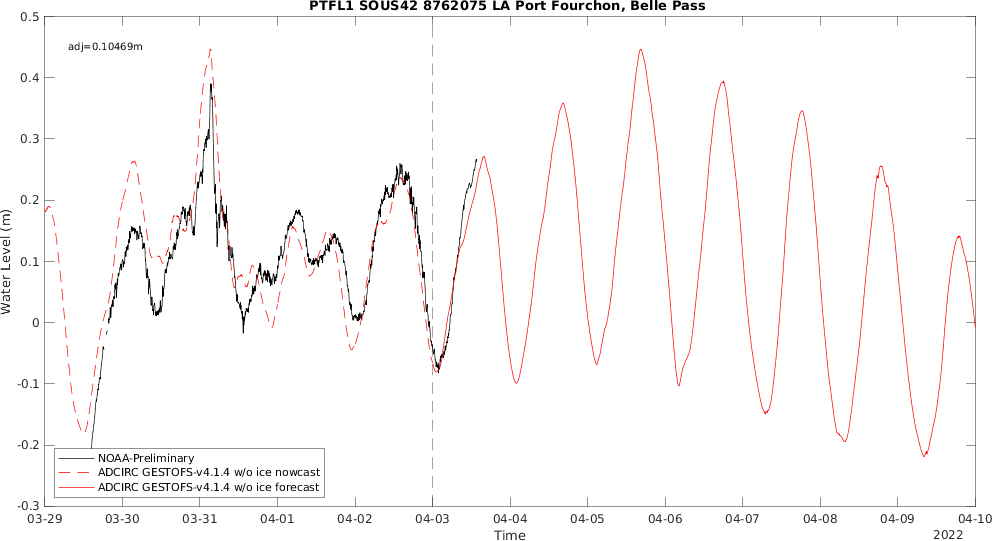 PTFL1 SOUS42 8762075 LA Port Fourchon, Belle Pass
adj=0.10469m
0.5
0.4
0.3
0.2
0.1
0
-0.1
-0.2
-0.3
Water Level (m)
NOAA-Preliminary
ADCIRC GESTOFS-v4.1.4 w/o ice nowcast
ADCIRC GESTOFS-v4.1.4 w/o ice forecast
03-29 03-30 03-31 04-01 04-02 04-03 04-04 04-05 04-06 04-07 04-08 04-09 04-10
Time
2022